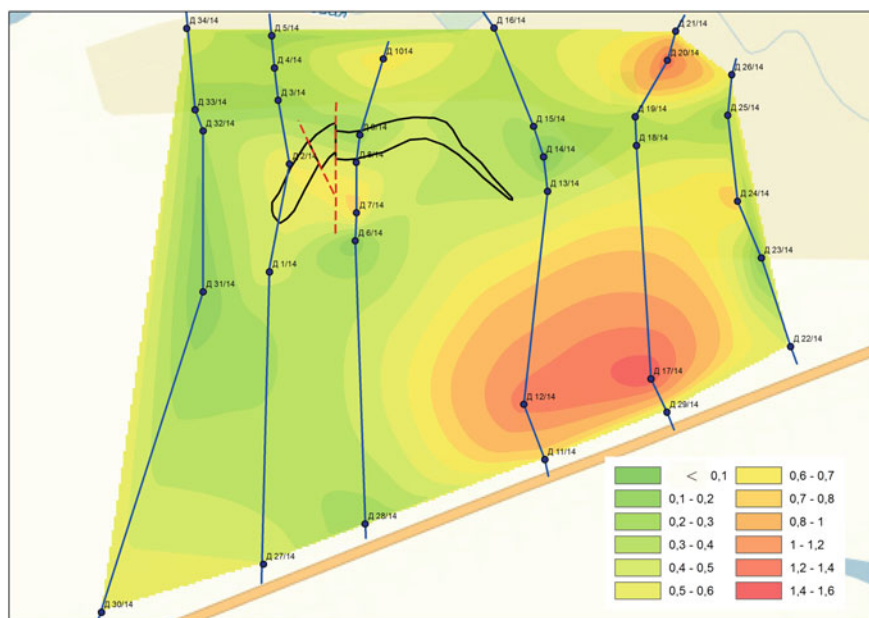 Д 34/14
Д 5/14
Д 16/14
Д 21/14
Д 4/14
Д 1014
Д 20/14
Д 26/14
Д 33/14
Д 3/14
Д 19/14
Д 25/14
Д 32/14
Д 15/14
Д 18/14
Д 2/14
Д 8/14
Д 14/14
Д 13/14
Д 24/14
Д 7/14
Д 6/14
Д 23/14
Д 1/14
Д 31/14
Д 22/14
Д 17/14
Д 12/14
Д 29/14
Д 11/14
Д 28/14
Д 27/14
Д 30/14
< 0,1
0,1 - 0,2
0,2 - 0,3
0,3 - 0,4
0,4 - 0,5
0,5 - 0,6
0,6 - 0,7
0,7 - 0,8
0,8 - 1
1 - 1,2
1,2 - 1,4
1,4 - 1,6